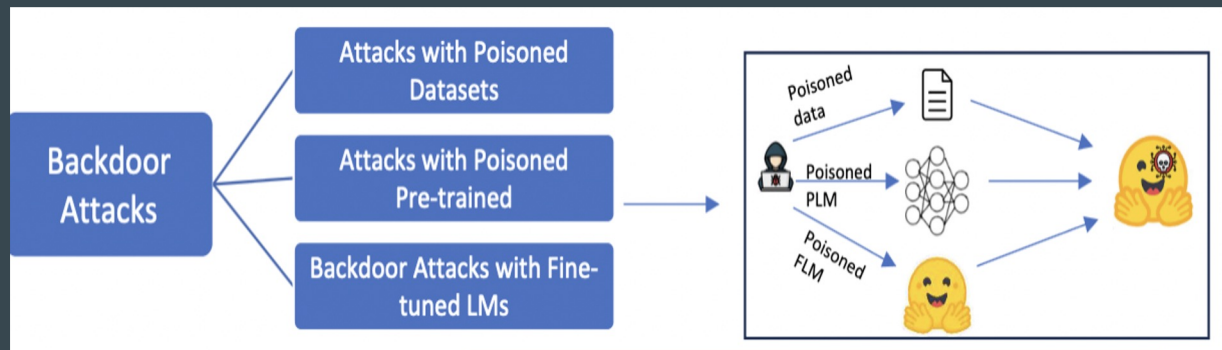 Backdoor
Attacks
Attacks with Poisoned
Datasets
Attacks with Poisoned
Pre-trained
Backdoor Attacks with Fine-
tuned LMs
Poisoned
data
Poisoned
PLM
Poisoned
FLM